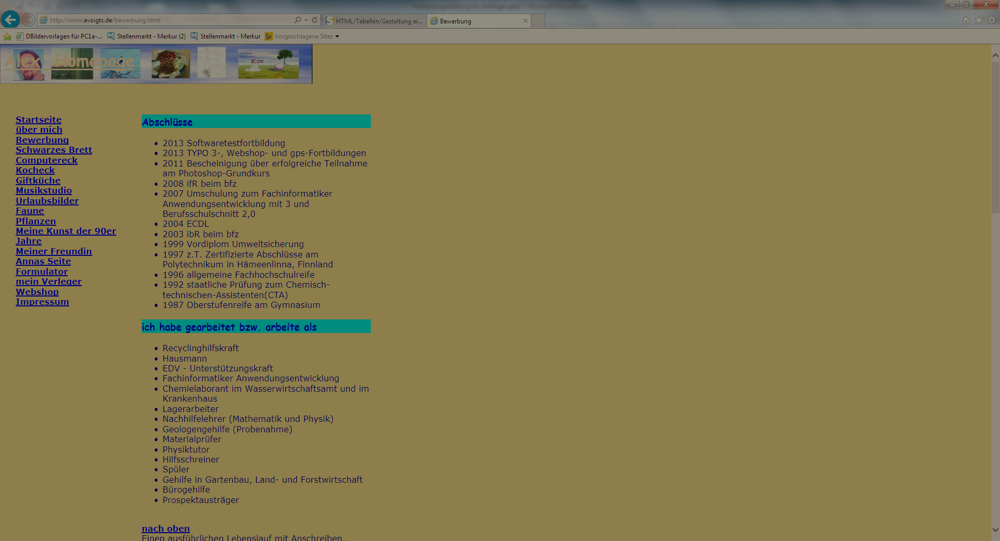 http://www.avoigts.de/bewerbung.html
HTML/Tabellen/Gestaltung ei...
Bewerbung
DBildervorlagen für PC1a-...
Stellenmarkt - Merkur (2)
Stellenmarkt - Merkur
Vorgeschlagene Sites
Alex' Homepage
ROX
Startseite
über mich
Bewerbung
Schwarzes Brett
Computereck
Kocheck
Giftküche
Musikstudio
Urlaubsbilder
Faune
Pflanzen
Meine Kunst der 90er
Jahre
Meiner Freundin
Annas Seite
Formulator
mein Verleger
Webshop
Impressum
Abschlüsse
2013 Softwaretestfortbildung
2013 TYPO 3-, Webshop- und gps-Fortbildungen
2011 Bescheinigung über erfolgreiche Teilnahme
am Photoshop-Grundkurs
2008 ifR beim bfz
2007 Umschulung zum Fachinformatiker
Anwendungsentwicklung mit 3 und
Berufsschulschnitt 2,0
2004 ECDL
2003 ibR beim bfz
1999 Vordiplom Umweltsicherung
1997 z.T. Zertifizierte Abschlüsse am
Polytechnikum in Hämeenlinna, Finnland
1996 allgemeine Fachhochschulreife
1992 staatliche Prüfung zum Chemisch-
technischen-Assistenten(CTA)
1987 Oberstufenreife am Gymnasium
ich habe gearbeitet bzw. arbeite als
Recyclinghilfskraft
Hausmann
EDV - Unterstützungskraft
Fachinformatiker Anwendungsentwicklung
Chemielaborant im Wasserwirtschaftsamt und im
Krankenhaus
Lagerarbeiter
Nachhilfelehrer (Mathematik und Physik)
Geologengehilfe (Probenahme)
Materialprüfer
Physiktutor
Hilfsschreiner
Spüler
Gehilfe in Gartenbau, Land- und Forstwirtschaft
Bürogehilfe
Prospektausträger
nach oben
Einen ausführlichen Lebenslauf mit Anschreiben,